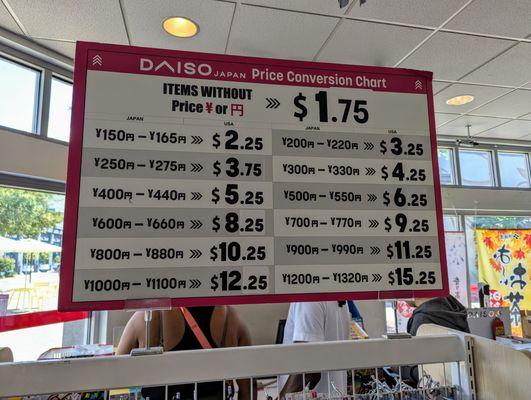 DAISO JAPAN Price Conversion Chart
ITEMS WITHOUT
Price ¥ or 円 >>> $1.75
JAPAN USA JAPAN USA
¥150円 – ¥165円 >>> $2.25 ¥200円 – ¥220円 >>> $3.25
¥250円 – ¥275円 >>> $3.75 ¥300円 – ¥330円 >>> $4.25
¥400円 – ¥440円 >>> $5.25 ¥500円 – ¥550円 >>> $6.25
¥600円 – ¥660円 >>> $8.25 ¥700円 – ¥770円 >>> $9.25
¥800円 – ¥880円 >>> $10.25 ¥900円 – ¥990円 >>> $11.25
¥1000円 – ¥1100円 >>> $12.25 ¥1200円 – ¥1320円 >>> $15.25